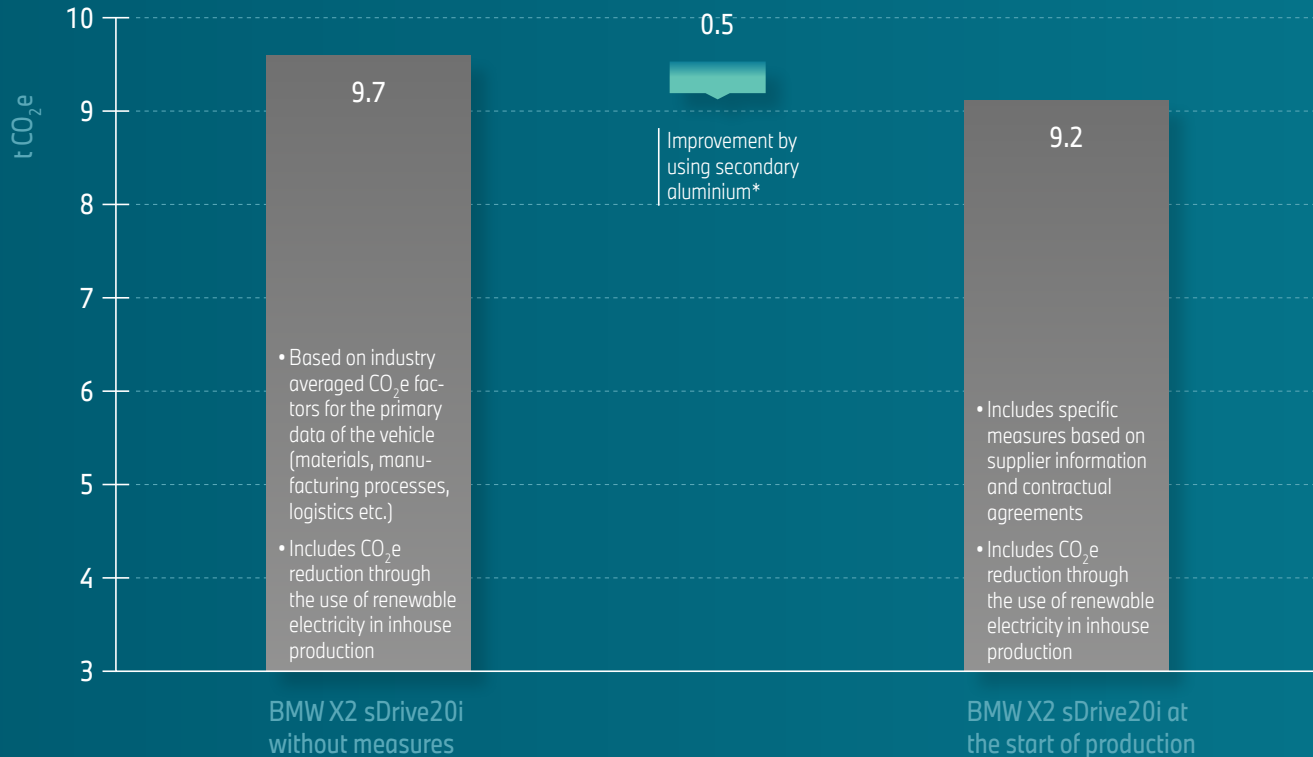 t CO₂e
10
9
8
7
6
5
4
3
9.7
• Based on industry
averaged CO₂e fac-
tors for the primary
data of the vehicle
(materials, manu-
facturing processes,
logistics etc.)
• Includes CO₂e
reduction through
the use of renewable
electricity in inhouse
production
BMW X2 sDrive20i
without measures
0.5
Improvement by
using secondary
aluminium*
9.2
• Includes specific
measures based on
supplier information
and contractual
agreements
• Includes CO₂e
reduction through
the use of renewable
electricity in inhouse
production
BMW X2 sDrive20i at
the start of production